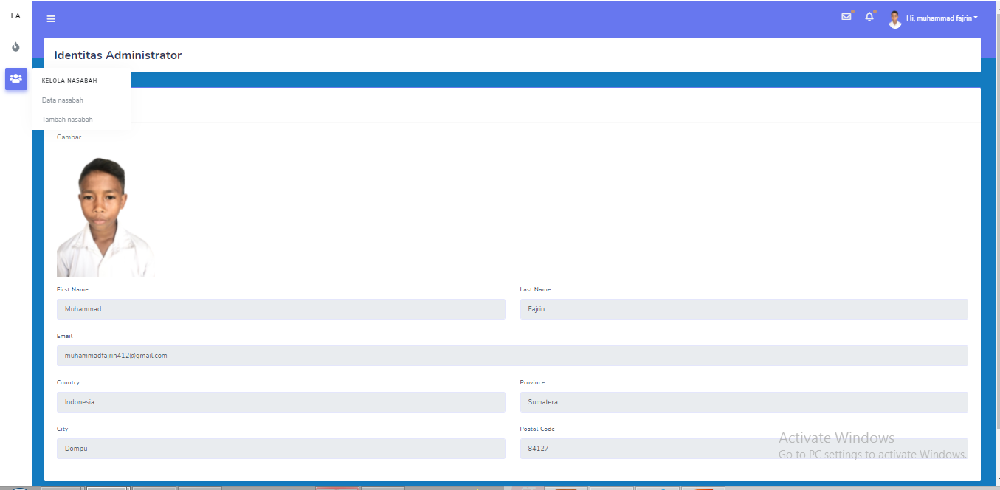 LA
Hi, muhammad fajrin
Identitas Administrator
KELOLA NASABAH
Data nasabah
Tambah nasabah
Gambar
First Name
Last Name
Muhammad
Fajrin
Email
muhammadfajrin412@gmail.com
Country
Province
Indonesia
Sumatera
City
Postal Code
Dompu
84127
Activate Windows
Go to PC settings to activate Windows.